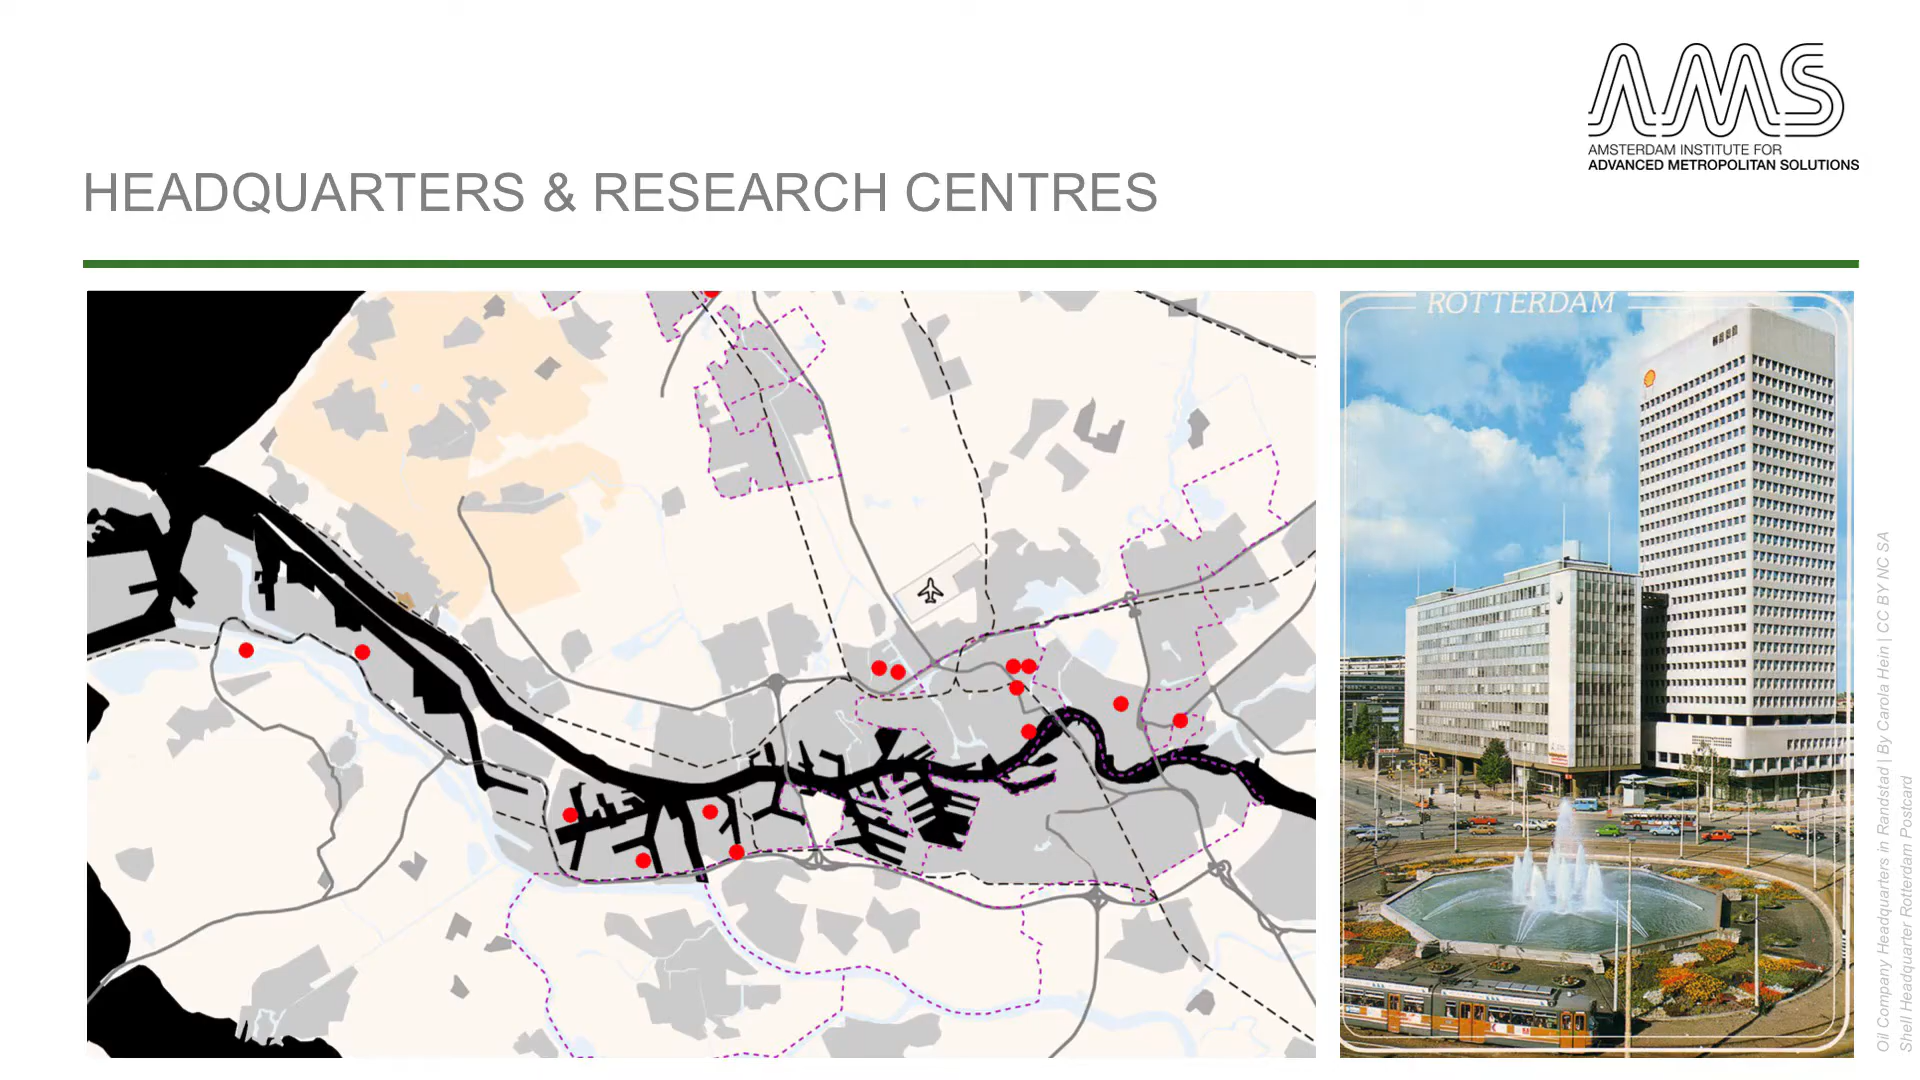 AMS
AMSTERDAM INSTITUTE FOR
ADVANCED METROPOLITAN SOLUTIONS
HEADQUARTERS & RESEARCH CENTRES
ROTTERDAM
Oil Company Headquarters in Randstad | By Carola Hein | CC BY NC SA
Shell Headquarter Rotterdam Postcard